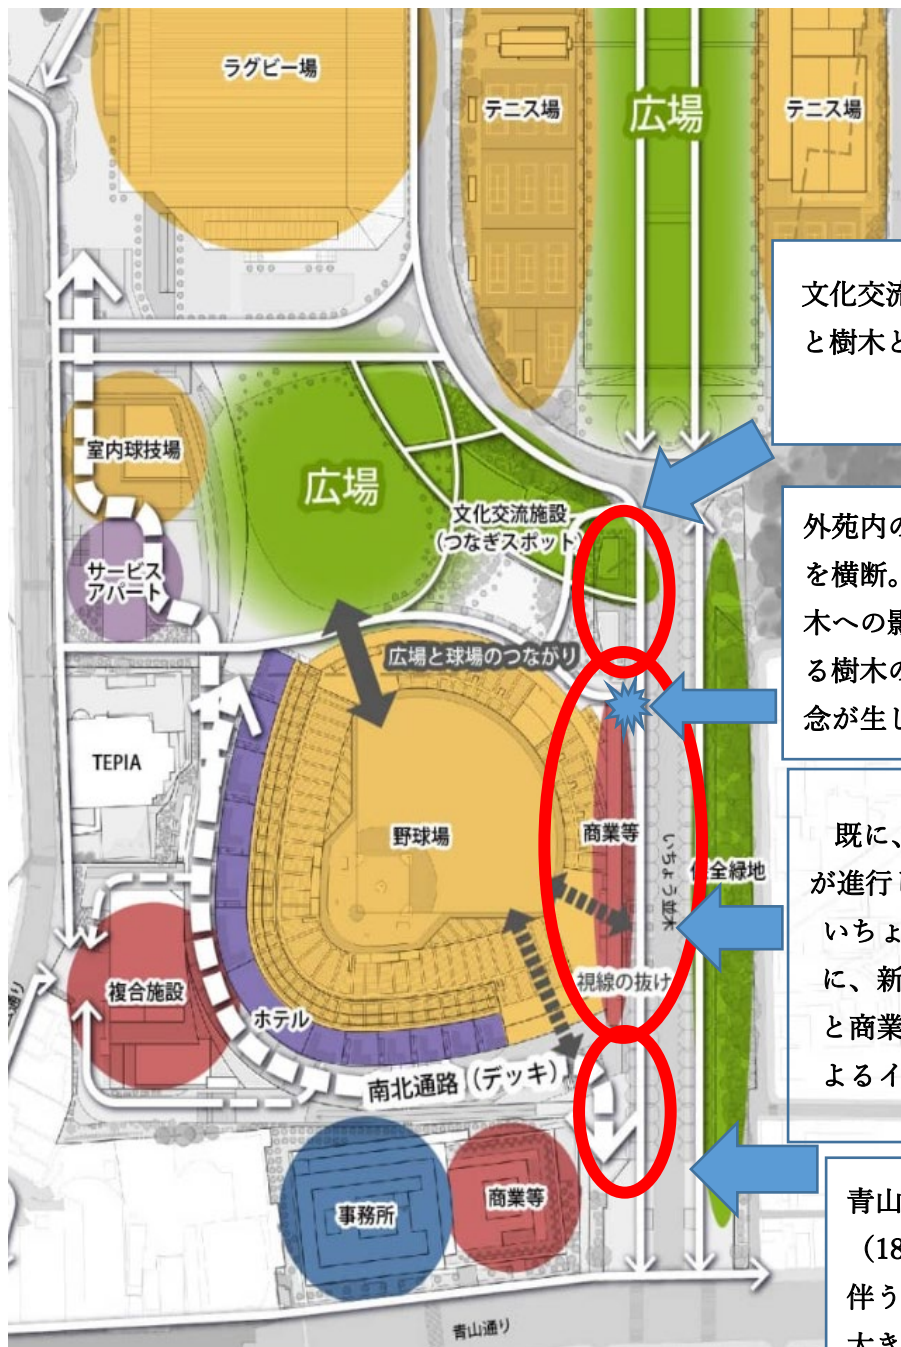 ラグビー場
テニス場
広場
テニス場
文化交流
と樹木と
室内球技場
広場
文化交流施設
(つなぎスポット)
サービス
アパート
外苑内の
を横断。
木への影
る樹木の
念が生じ
広場と球場のつながり
TEPIA
野球場
商業等
いちょう並木
全緑地
既に、
が進行し
いちょ
に、新
と商業
よるイ
複合施設
視線の抜け
ホテル
南北通路（デッキ）
事務所
商業等
青山
（18
伴う
大き
青山通り